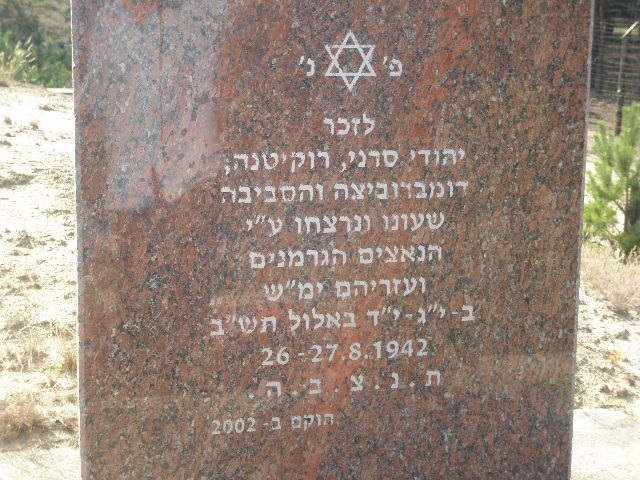 פ' נ'
לזכר
יהודי סרני, רוקיטנה,
דומברוביצה והסביבה
שעונו ונרצחו ע"י
הנאצים הגרמנים
ועזריהם ימ"ש
ב-י"ג-י"ד באלול תש"ב
26-27.8.1942
ת.נ.צ.ב.ה.
הוקם ב-2002